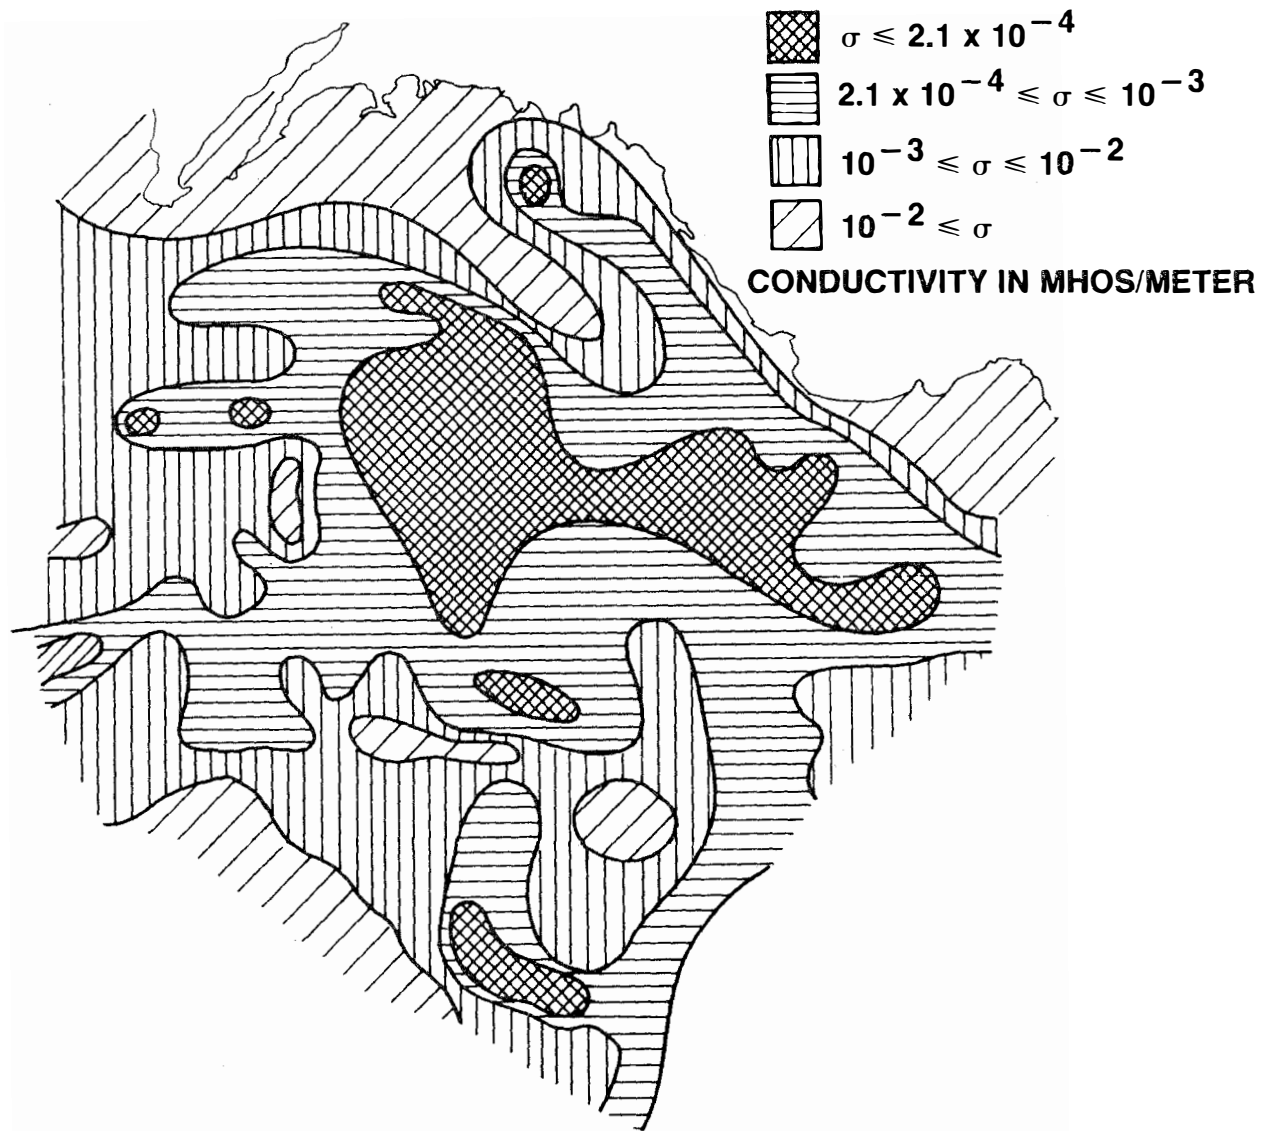 σ ⩽ 2.1 x 10⁻⁴
2.1 x 10⁻⁴ ⩽ σ ⩽ 10⁻³
10⁻³ ⩽ σ ⩽ 10⁻²
10⁻² ⩽ σ
CONDUCTIVITY IN MHOS/METER